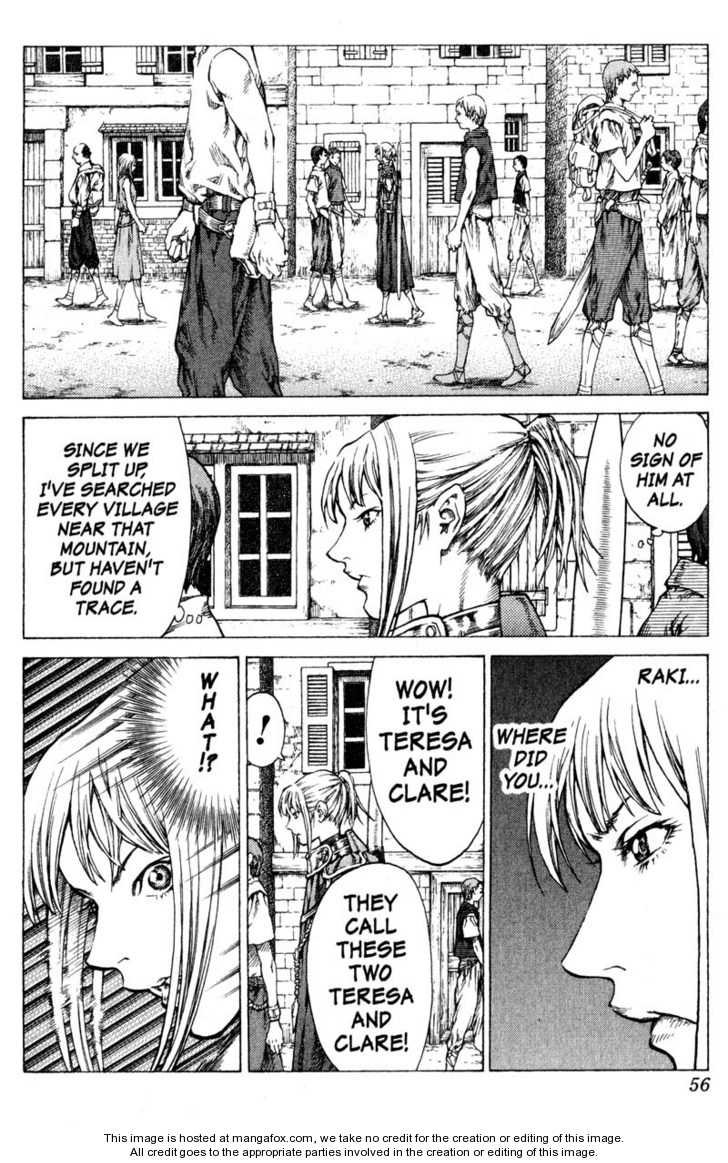 NO
SIGN OF
HIM AT
ALL.
SINCE WE
SPLIT UP,
I'VE SEARCHED
EVERY VILLAGE
NEAR THAT
MOUNTAIN,
BUT HAVEN'T
FOUND A
TRACE.
RAKI...
WHERE
DID
YOU...
WOW!
IT'S
TERESA
AND
CLARE!
!
THEY
CALL
THESE
TWO
TERESA
AND
CLARE!
WHAT!?
56
This image is hosted at mangafox.com, we take no credit for the creation or editing of this image.
All credit goes to the appropriate parties involved in the creation & editing of this image.